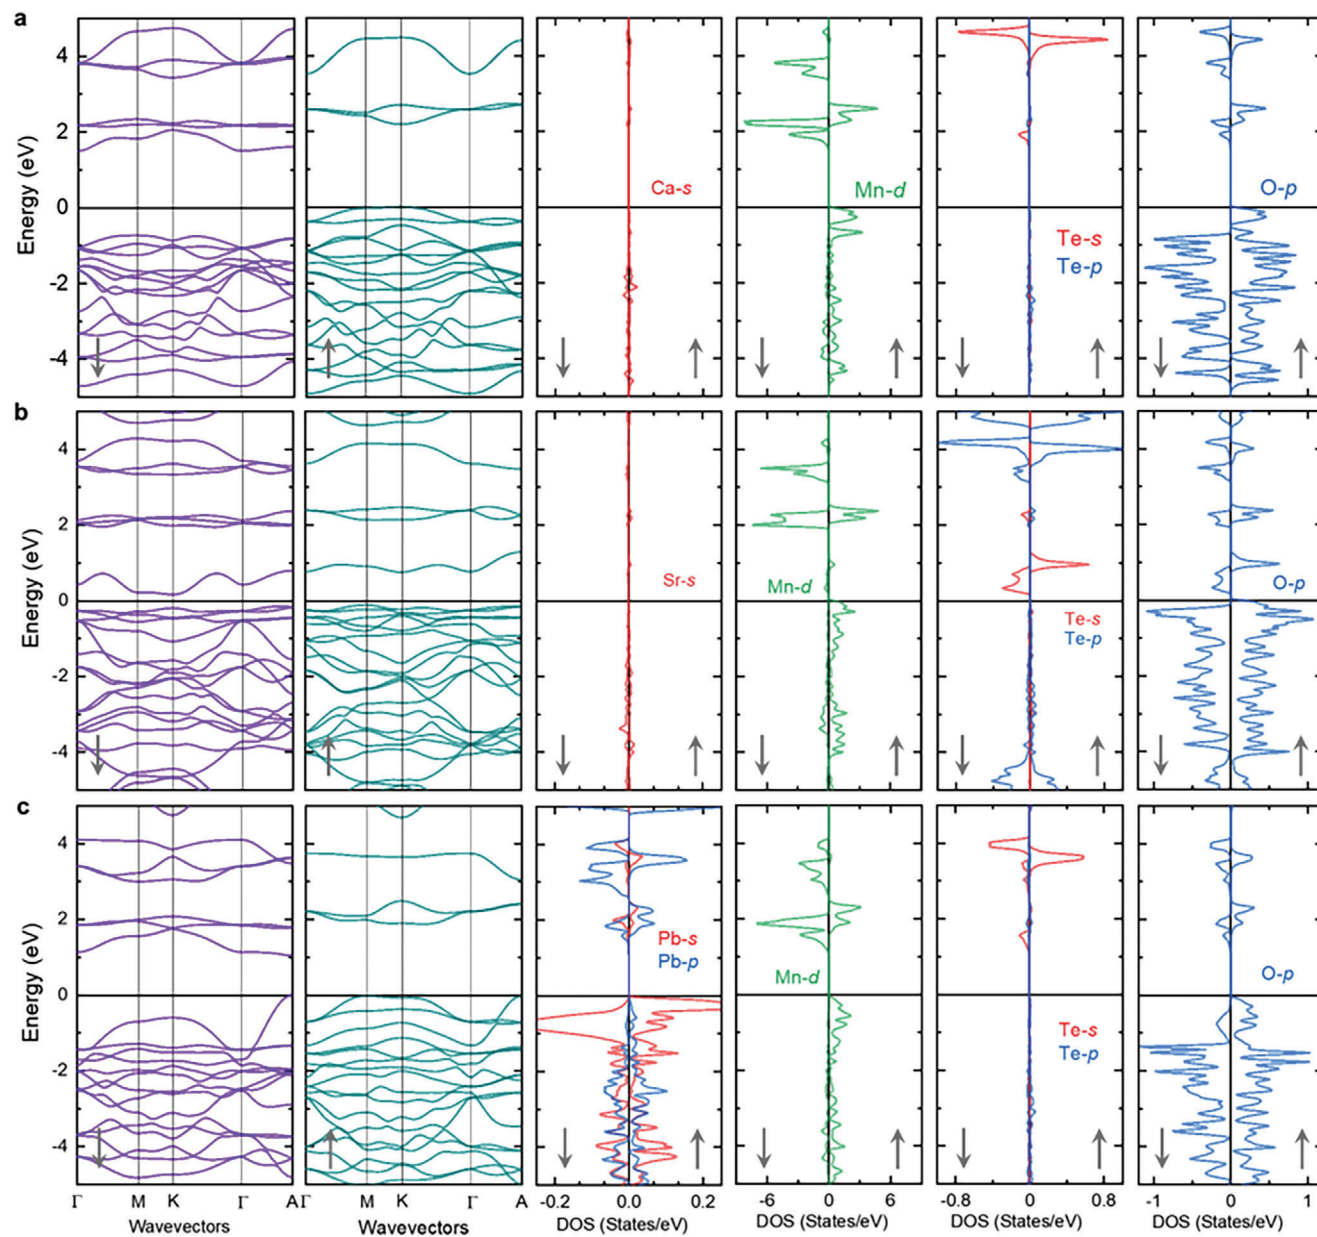 a
4
2
0
-2
-4
Energy (eV)
Ca-s
Mn-d
Te-s
Te-p
O-p
b
4
2
0
-2
-4
Energy (eV)
Sr-s
Mn-d
Te-s
Te-p
O-p
c
4
2
0
-2
-4
Energy (eV)
Pb-s
Pb-p
Mn-d
Te-s
Te-p
O-p
Γ M K Γ A
Γ M K Γ A
-0.2 0.0 0.2
-6 0 6
-0.8 0 0.8
-1 0 1
Wavevectors
Wavevectors
DOS (States/eV)
DOS (States/eV)
DOS (States/eV)
DOS (States/eV)